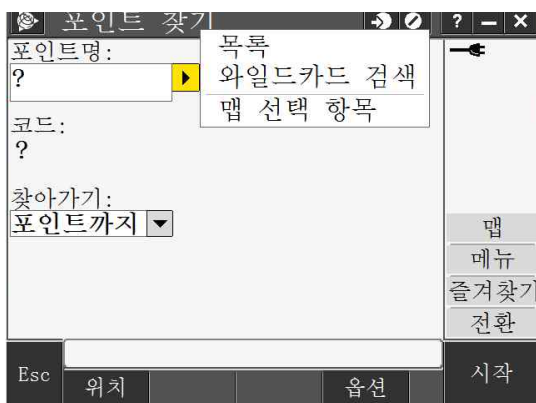 포인트 찾기
? – ×
포인트명:
?
목록
와일드카드 검색
맵 선택 항목
코드:
?
찾아가기:
포인트까지
맵
메뉴
즐겨찾기
전환
Esc
위치
옵션
시작